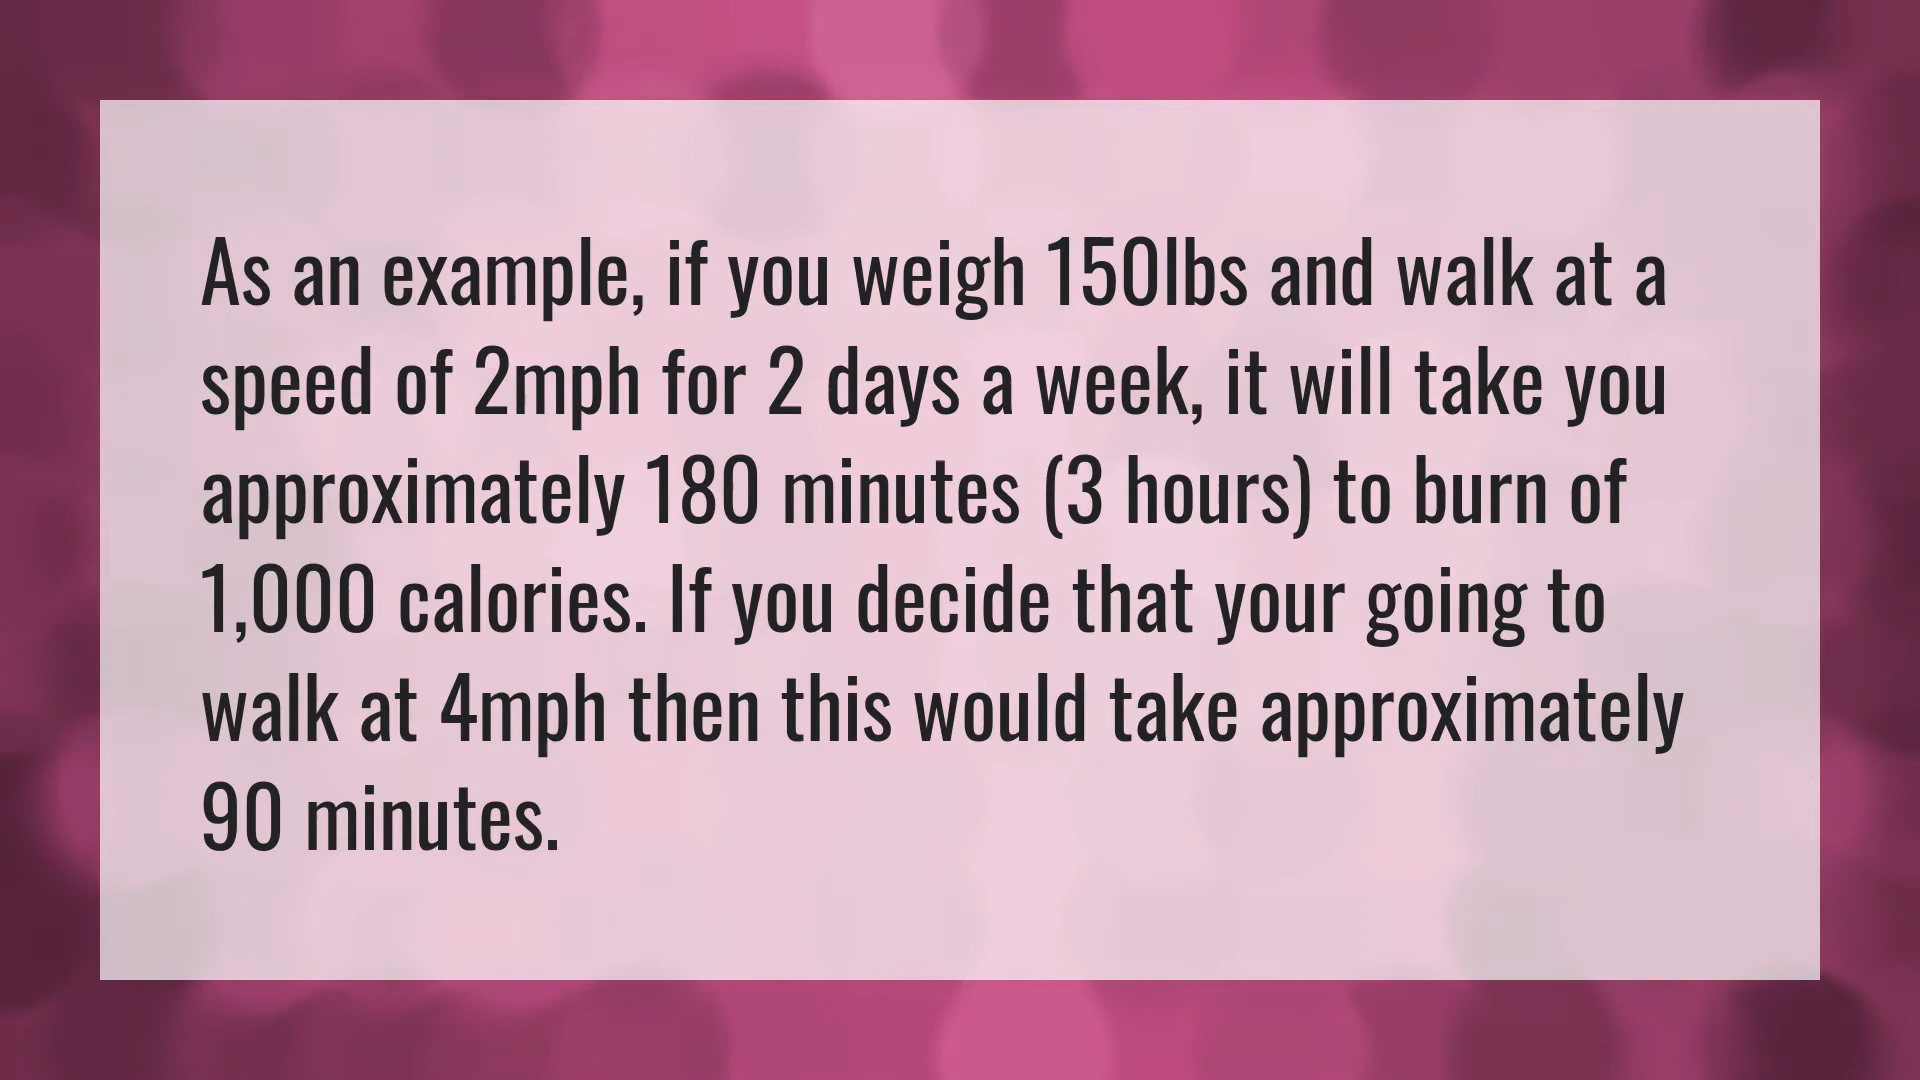 As an example, if you weigh 150lbs and walk at a
speed of 2mph for 2 days a week, it will take you
approximately 180 minutes (3 hours) to burn of
1,000 calories. If you decide that your going to
walk at 4mph then this would take approximately
90 minutes.